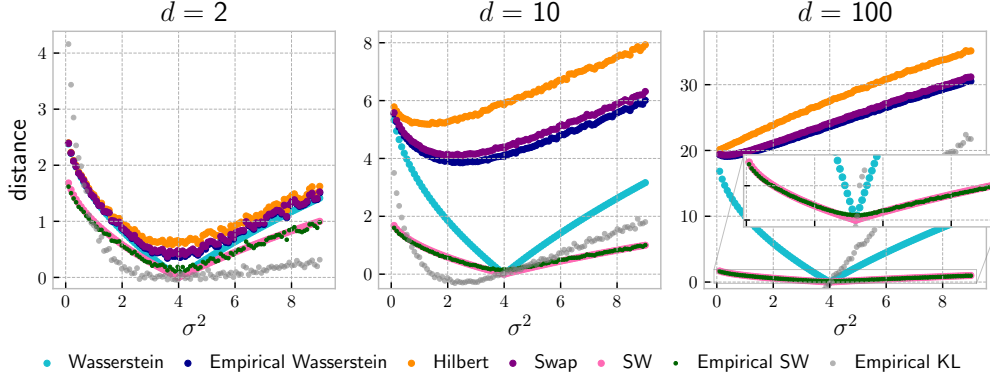 d = 2
d = 10
d = 100
distance
4
3
2
1
0
0
2
4
6
8
σ²
8
6
4
2
0
0
2
4
6
8
σ²
30
20
10
0
0
2
4
6
8
σ²
Wasserstein
Empirical Wasserstein
Hilbert
Swap
SW
Empirical SW
Empirical KL